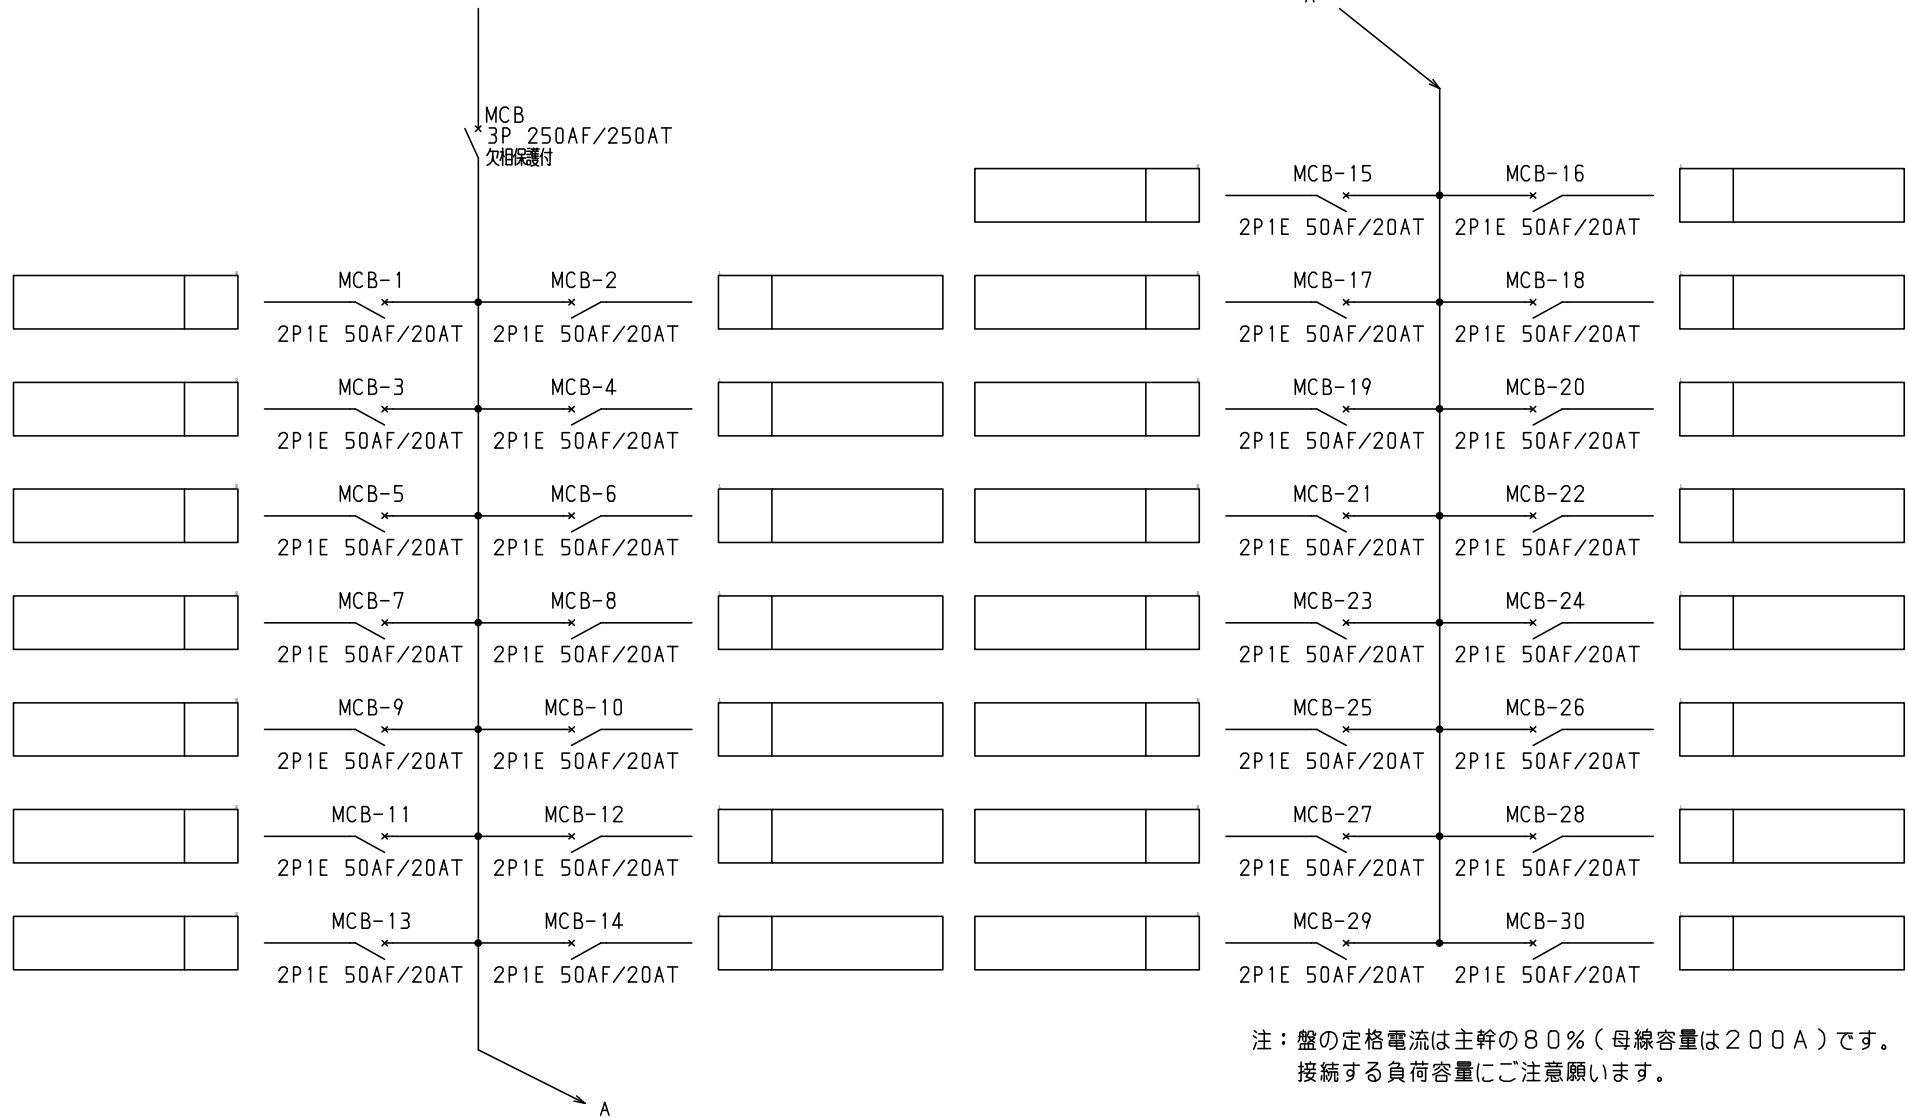 MCB
3P 250AF/250AT
欠相保護付
MCB-1 MCB-2
2P1E 50AF/20AT 2P1E 50AF/20AT
MCB-3 MCB-4
2P1E 50AF/20AT 2P1E 50AF/20AT
MCB-5 MCB-6
2P1E 50AF/20AT 2P1E 50AF/20AT
MCB-7 MCB-8
2P1E 50AF/20AT 2P1E 50AF/20AT
MCB-9 MCB-10
2P1E 50AF/20AT 2P1E 50AF/20AT
MCB-11 MCB-12
2P1E 50AF/20AT 2P1E 50AF/20AT
MCB-13 MCB-14
2P1E 50AF/20AT 2P1E 50AF/20AT
A
MCB-15 MCB-16
2P1E 50AF/20AT 2P1E 50AF/20AT
MCB-17 MCB-18
2P1E 50AF/20AT 2P1E 50AF/20AT
MCB-19 MCB-20
2P1E 50AF/20AT 2P1E 50AF/20AT
MCB-21 MCB-22
2P1E 50AF/20AT 2P1E 50AF/20AT
MCB-23 MCB-24
2P1E 50AF/20AT 2P1E 50AF/20AT
MCB-25 MCB-26
2P1E 50AF/20AT 2P1E 50AF/20AT
MCB-27 MCB-28
2P1E 50AF/20AT 2P1E 50AF/20AT
MCB-29 MCB-30
2P1E 50AF/20AT 2P1E 50AF/20AT
注：盤の定格電流は主幹の８０％（母線容量は２００Ａ）です。
接続する負荷容量にご注意願います。